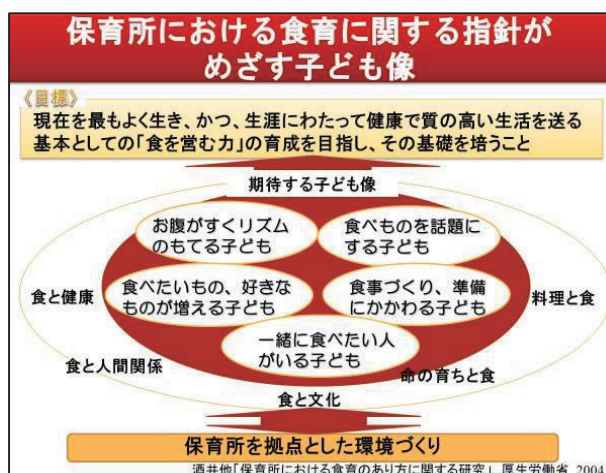 保育所における食育に関する指針が
めざす子ども像
《目標》
現在を最もよく生き、かつ、生涯にわたって健康で質の高い生活を送る
基本としての「食を営む力」の育成を目指し、その基礎を培うこと
期待する子ども像
お腹がすくリズム
のもてる子ども
食べものを話題に
する子ども
食べたいもの、好きな
ものが増える子ども
食事づくり、準備
にかかわる子ども
一緒に食べたい人
がいる子ども
食と健康
料理と食
食と人間関係
命の育ちと食
食と文化
保育所を拠点とした環境づくり
酒井他「保育所における食育のあり方に関する研究」厚生労働省, 2004